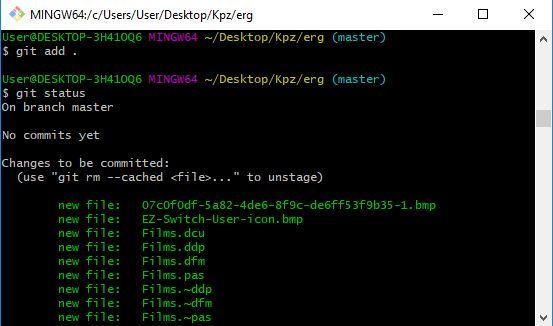 MINGW64:/c/Users/User/Desktop/Kpz/erg
User@DESKTOP-3H41OQ6 MINGW64 ~/Desktop/Kpz/erg (master)
$ git add .
User@DESKTOP-3H41OQ6 MINGW64 ~/Desktop/Kpz/erg (master)
$ git status
On branch master
No commits yet
Changes to be committed:
(use "git rm --cached <file>..." to unstage)
new file: 07c0f0df-5a82-4de6-8f9c-de6ff53f9b35-1.bmp
new file: EZ-Switch-User-icon.bmp
new file: Films.dcu
new file: Films.ddp
new file: Films.dfm
new file: Films.pas
new file: Films.~ddp
new file: Films.~dfm
new file: Films.~pas